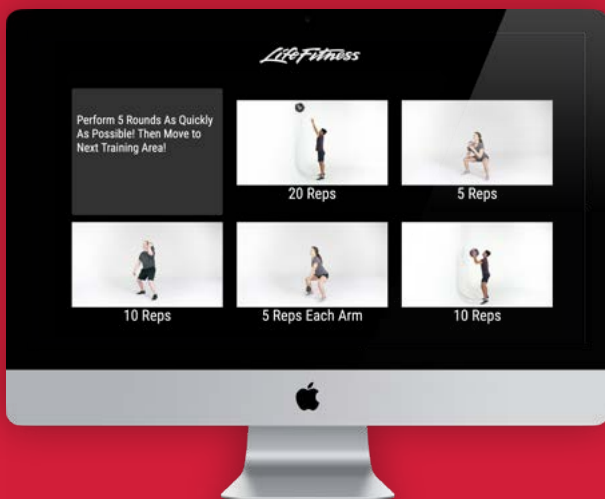 LifeFitness
Perform 5 Rounds As Quickly
As Possible! Then Move to
Next Training Area!
20 Reps
5 Reps
10 Reps
5 Reps Each Arm
10 Reps